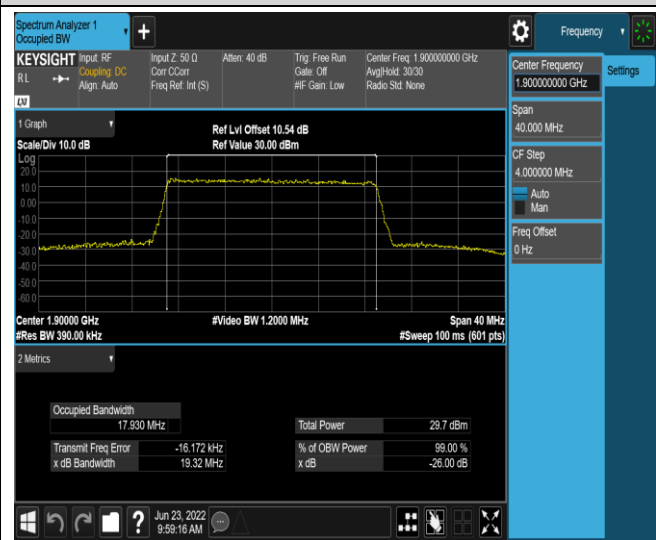 Spectrum Analyzer 1
Occupied BW
Frequency
KEYSIGHT
Input: RF
Coupling: DC
Align: Auto
Input Z: 50 Ω
Corr CCorr
Freq Ref: Int (S)
Atten: 40 dB
Trig: Free Run
Gate: Off
#IF Gain: Low
Center Freq: 1.900000000 GHz
Avg|Hold: 30/30
Radio Std: None
R L
LXI
Center Frequency
1.900000000 GHz
Settings
Span
40.000 MHz
CF Step
4.000000 MHz
Auto
Man
Freq Offset
0 Hz
1 Graph
Scale/Div 10.0 dB
Ref Lvl Offset 10.54 dB
Ref Value 30.00 dBm
Log
20.0
10.0
0.00
-10.0
-20.0
-30.0
-40.0
-50.0
-60.0
Center 1.90000 GHz
#Video BW 1.2000 MHz
Span 40 MHz
#Res BW 390.00 kHz
#Sweep 100 ms (601 pts)
2 Metrics
Occupied Bandwidth
17.930 MHz
Total Power 29.7 dBm
Transmit Freq Error -16.172 kHz
% of OBW Power 99.00 %
x dB Bandwidth 19.32 MHz
x dB -26.00 dB
?
Jun 23, 2022
9:59:16 AM